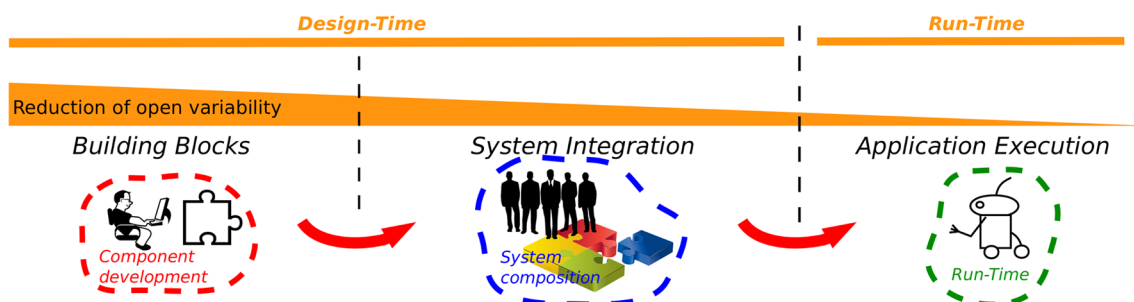 Design-Time
Run-Time
Reduction of open variability
Building Blocks
System Integration
Application Execution
Component
development
System
composition
Run-Time